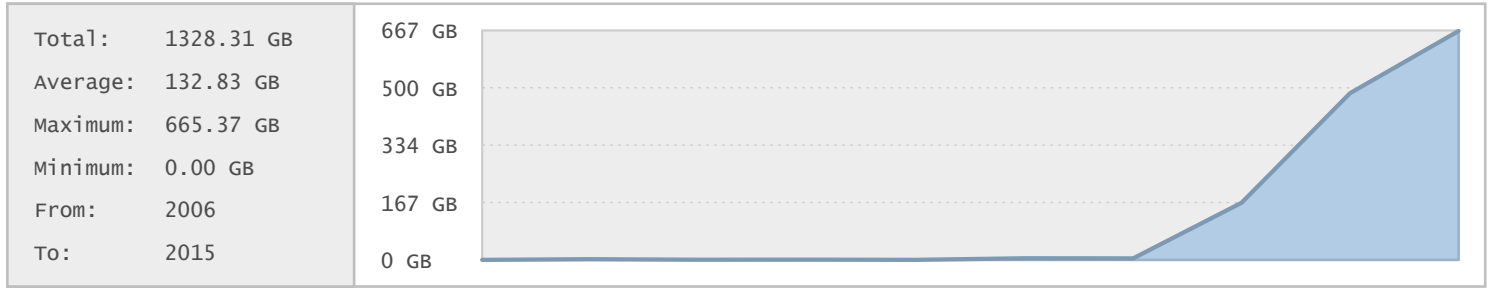 Total: 1328.31 GB
Average: 132.83 GB
Maximum: 665.37 GB
Minimum: 0.00 GB
From: 2006
To: 2015
667 GB
500 GB
334 GB
167 GB
0 GB